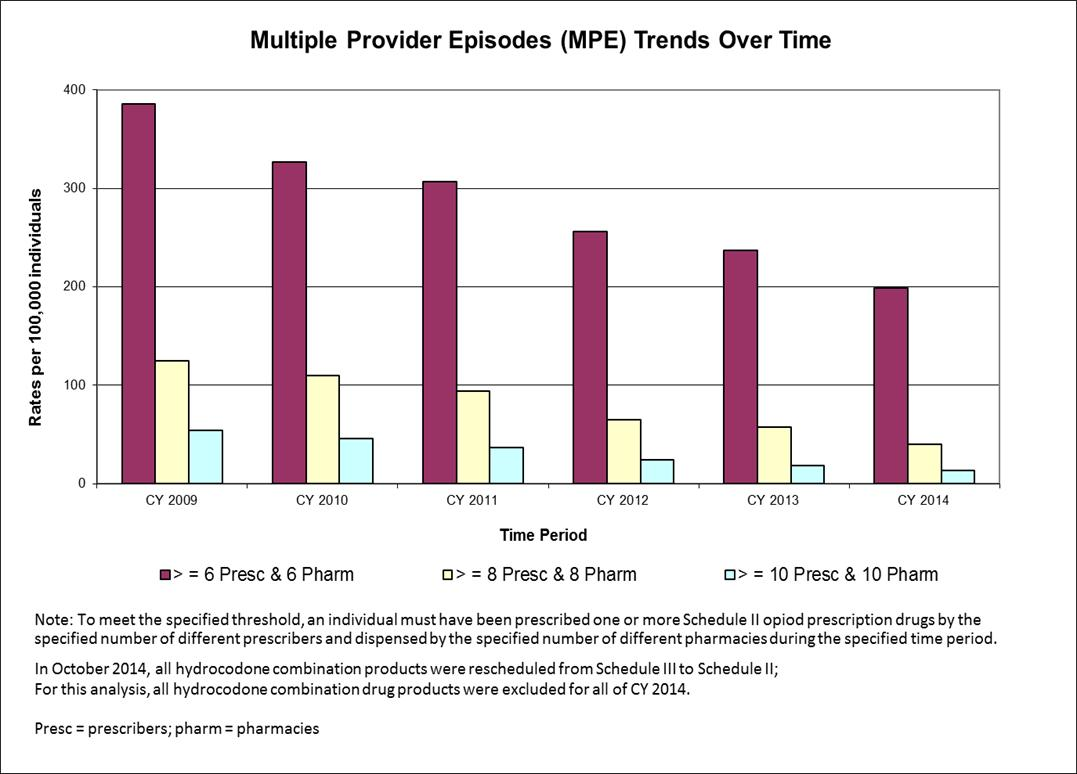 Multiple Provider Episodes (MPE) Trends Over Time
Rates per 100,000 individuals
400
300
200
100
0
CY 2009 CY 2010 CY 2011 CY 2012 CY 2013 CY 2014
Time Period
> = 6 Presc & 6 Pharm > = 8 Presc & 8 Pharm > = 10 Presc & 10 Pharm
Note: To meet the specified threshold, an individual must have been prescribed one or more Schedule II opiod prescription drugs by the
specified number of different prescribers and dispensed by the specified number of different pharmacies during the specified time period.
In October 2014, all hydrocodone combination products were rescheduled from Schedule III to Schedule II;
For this analysis, all hydrocodone combination drug products were excluded for all of CY 2014.
Presc = prescribers; pharm = pharmacies